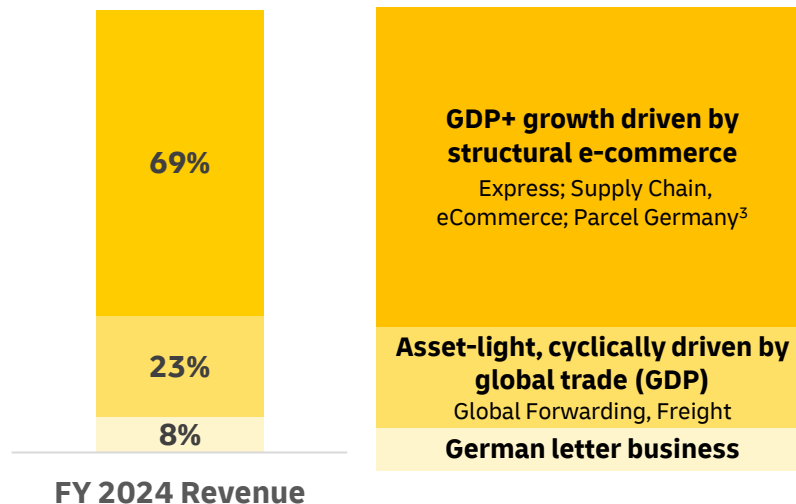 69%
23%
8%
FY 2024 Revenue
GDP+ growth driven by
structural e-commerce
Express; Supply Chain,
eCommerce; Parcel Germany³
Asset-light, cyclically driven by
global trade (GDP)
Global Forwarding, Freight
German letter business